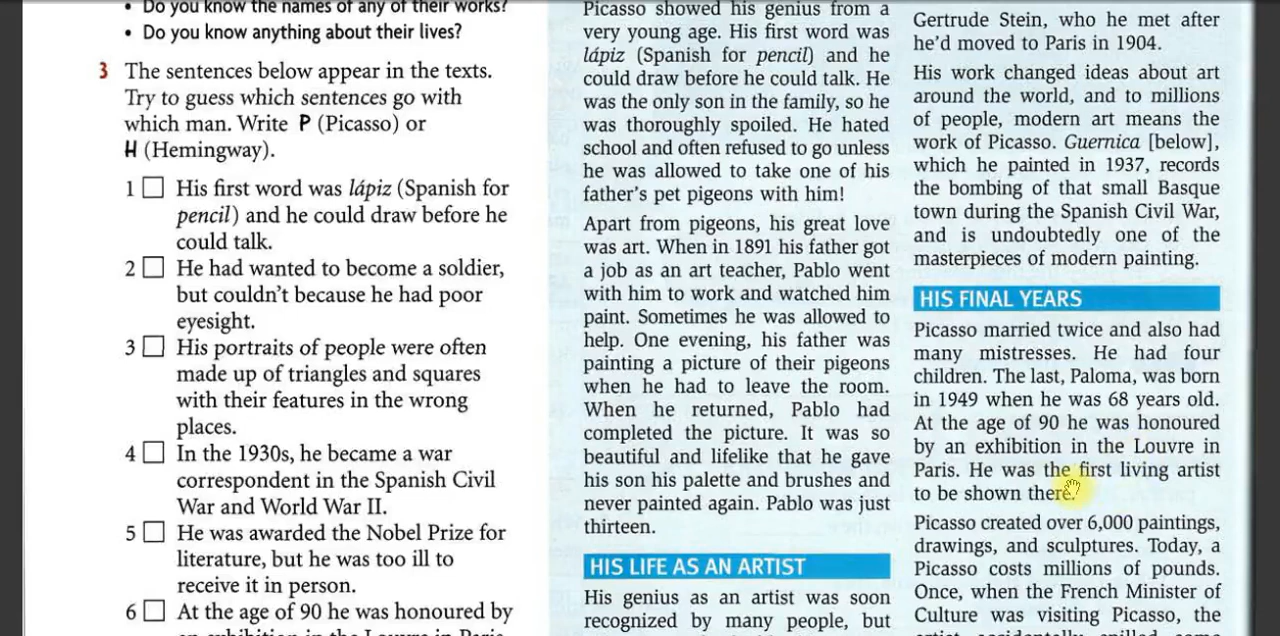 • Do you know the names of any of their works?
• Do you know anything about their lives?
3 The sentences below appear in the texts.
Try to guess which sentences go with
which man. Write P (Picasso) or
H (Hemingway).
1 His first word was lápiz (Spanish for
pencil) and he could draw before he
could talk.
2 He had wanted to become a soldier,
but couldn't because he had poor
eyesight.
3 His portraits of people were often
made up of triangles and squares
with their features in the wrong
places.
4 In the 1930s, he became a war
correspondent in the Spanish Civil
War and World War II.
5 He was awarded the Nobel Prize for
literature, but he was too ill to
receive it in person.
6 At the age of 90 he was honoured by
an exhibition in the Louvre in Paris.
Picasso showed his genius from a
very young age. His first word was
lápiz (Spanish for pencil) and he
could draw before he could talk. He
was the only son in the family, so he
was thoroughly spoiled. He hated
school and often refused to go unless
he was allowed to take one of his
father's pet pigeons with him!
Apart from pigeons, his great love
was art. When in 1891 his father got
a job as an art teacher, Pablo went
with him to work and watched him
paint. Sometimes he was allowed to
help. One evening, his father was
painting a picture of their pigeons
when he had to leave the room.
When he returned, Pablo had
completed the picture. It was so
beautiful and lifelike that he gave
his son his palette and brushes and
never painted again. Pablo was just
thirteen.
HIS LIFE AS AN ARTIST
His genius as an artist was soon
recognized by many people, but
Gertrude Stein, who he met after
he'd moved to Paris in 1904.
His work changed ideas about art
around the world, and to millions
of people, modern art means the
work of Picasso. Guernica [below],
which he painted in 1937, records
the bombing of that small Basque
town during the Spanish Civil War,
and is undoubtedly one of the
masterpieces of modern painting.
HIS FINAL YEARS
Picasso married twice and also had
many mistresses. He had four
children. The last, Paloma, was born
in 1949 when he was 68 years old.
At the age of 90 he was honoured
by an exhibition in the Louvre in
Paris. He was the first living artist
to be shown there.
Picasso created over 6,000 paintings,
drawings, and sculptures. Today, a
Picasso costs millions of pounds.
Once, when the French Minister of
Culture was visiting Picasso, the
artist accidentally spilled some